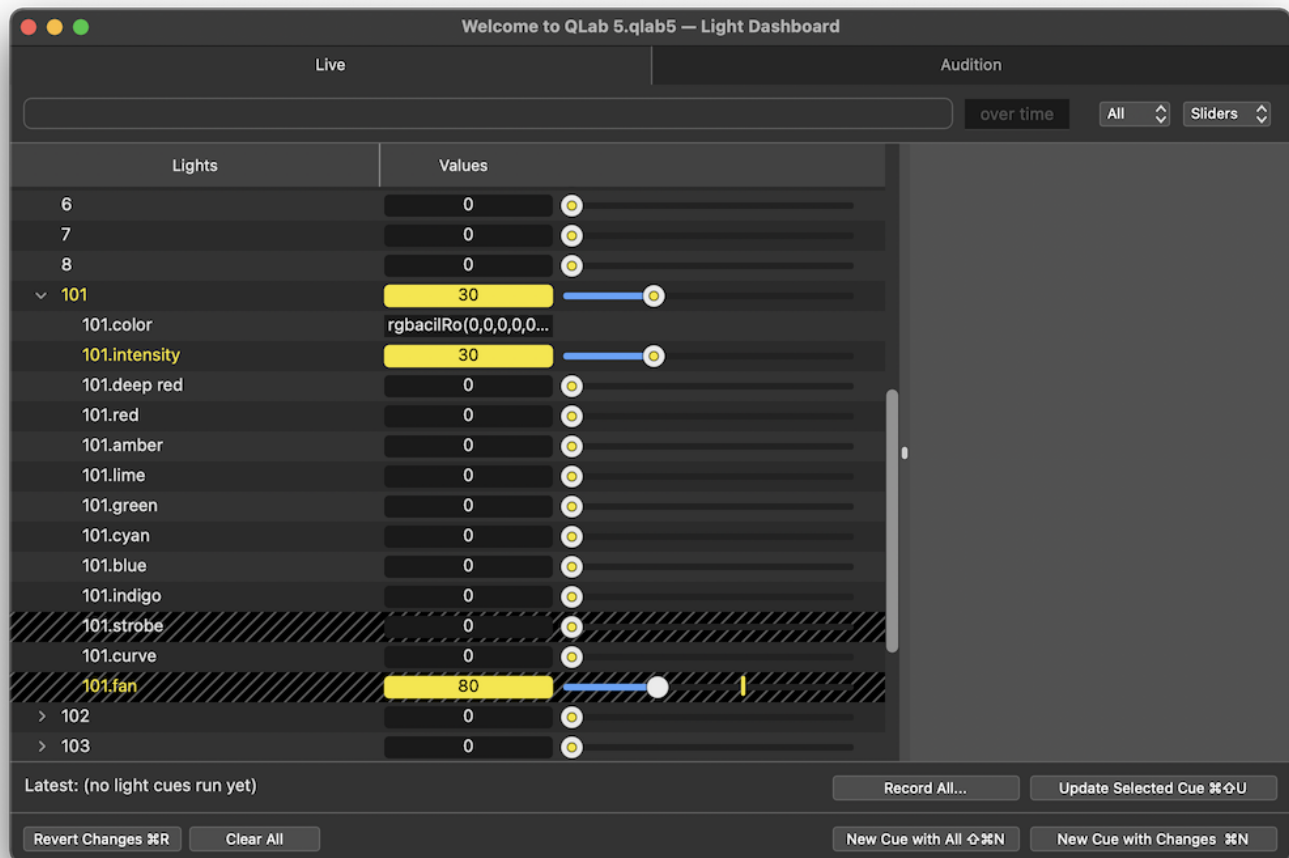 Welcome to QLab 5.qlab5 — Light Dashboard
Live Audition
over time All Sliders
Lights Values
6 0
7 0
8 0
101 30
101.color rgbacilRo(0,0,0,0,0...
101.intensity 30
101.deep red 0
101.red 0
101.amber 0
101.lime 0
101.green 0
101.cyan 0
101.blue 0
101.indigo 0
101.strobe 0
101.curve 0
101.fan 80
102 0
103 0
Latest: (no light cues run yet) Record All... Update Selected Cue ⌘⇧U
Revert Changes ⌘R Clear All New Cue with All ⇧⌘N New Cue with Changes ⌘N